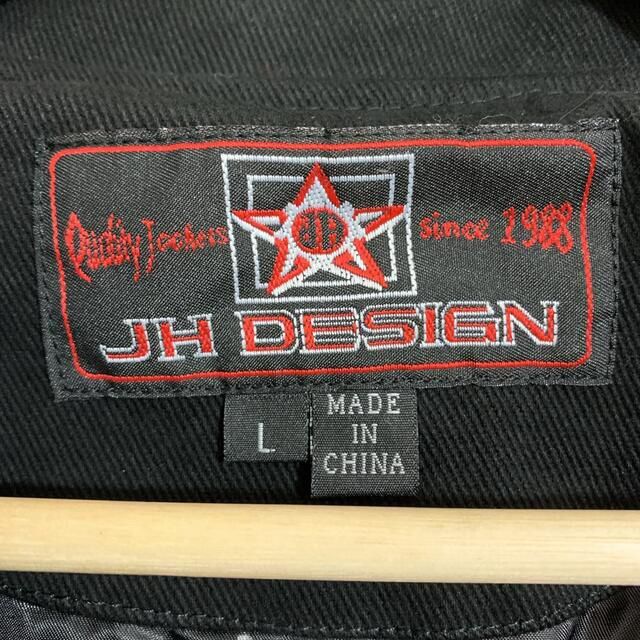 Quality Jackets
Since 1988
JH DESIGN
L
MADE
IN
CHINA